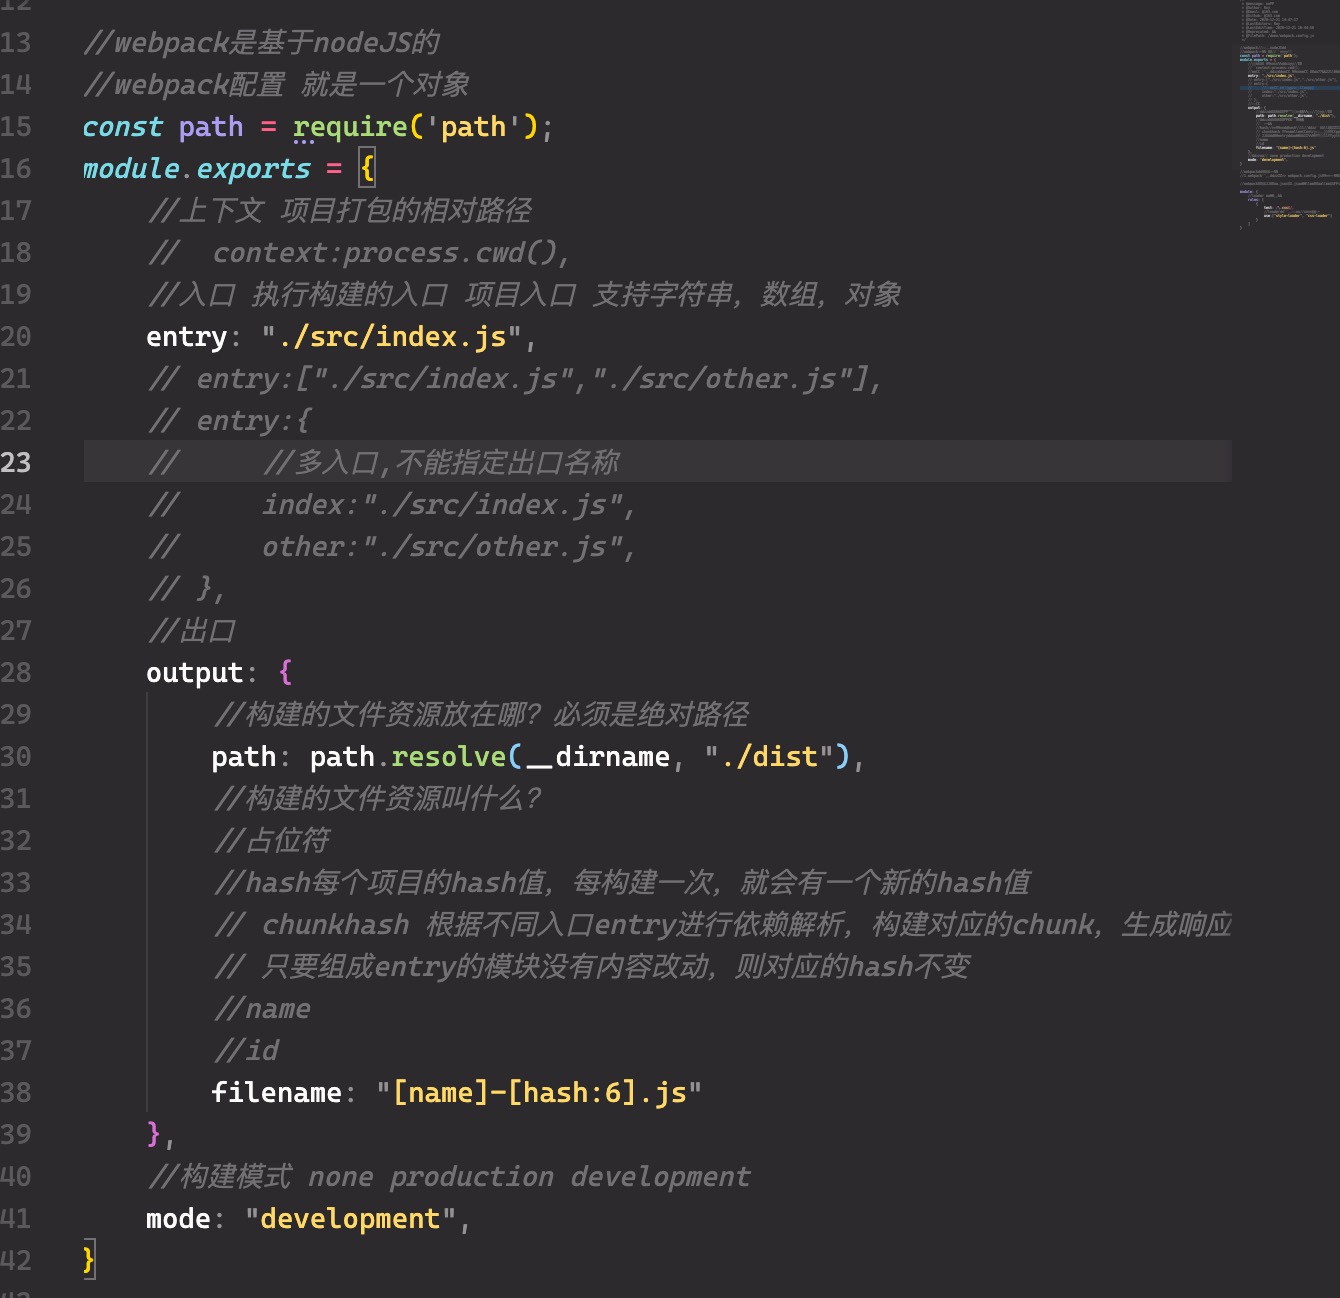 12
13 //webpack是基于nodeJS的
14 //webpack配置 就是一个对象
15 const path = require('path');
16 module.exports = {
17 //上下文 项目打包的相对路径
18 // context:process.cwd(),
19 //入口 执行构建的入口 项目入口 支持字符串，数组，对象
20 entry: "./src/index.js",
21 // entry:["./src/index.js","./src/other.js"],
22 // entry:{
23 // //多入口,不能指定出口名称
24 // index:"./src/index.js",
25 // other:"./src/other.js",
26 // },
27 //出口
28 output: {
29 //构建的文件资源放在哪？必须是绝对路径
30 path: path.resolve(__dirname, "./dist"),
31 //构建的文件资源叫什么？
32 //占位符
33 //hash每个项目的hash值，每构建一次，就会有一个新的hash值
34 // chunkhash 根据不同入口entry进行依赖解析，构建对应的chunk，生成响应
35 // 只要组成entry的模块没有内容改动，则对应的hash不变
36 //name
37 //id
38 filename: "[name]-[hash:6].js"
39 },
40 //构建模式 none production development
41 mode: "development",
42 }
43